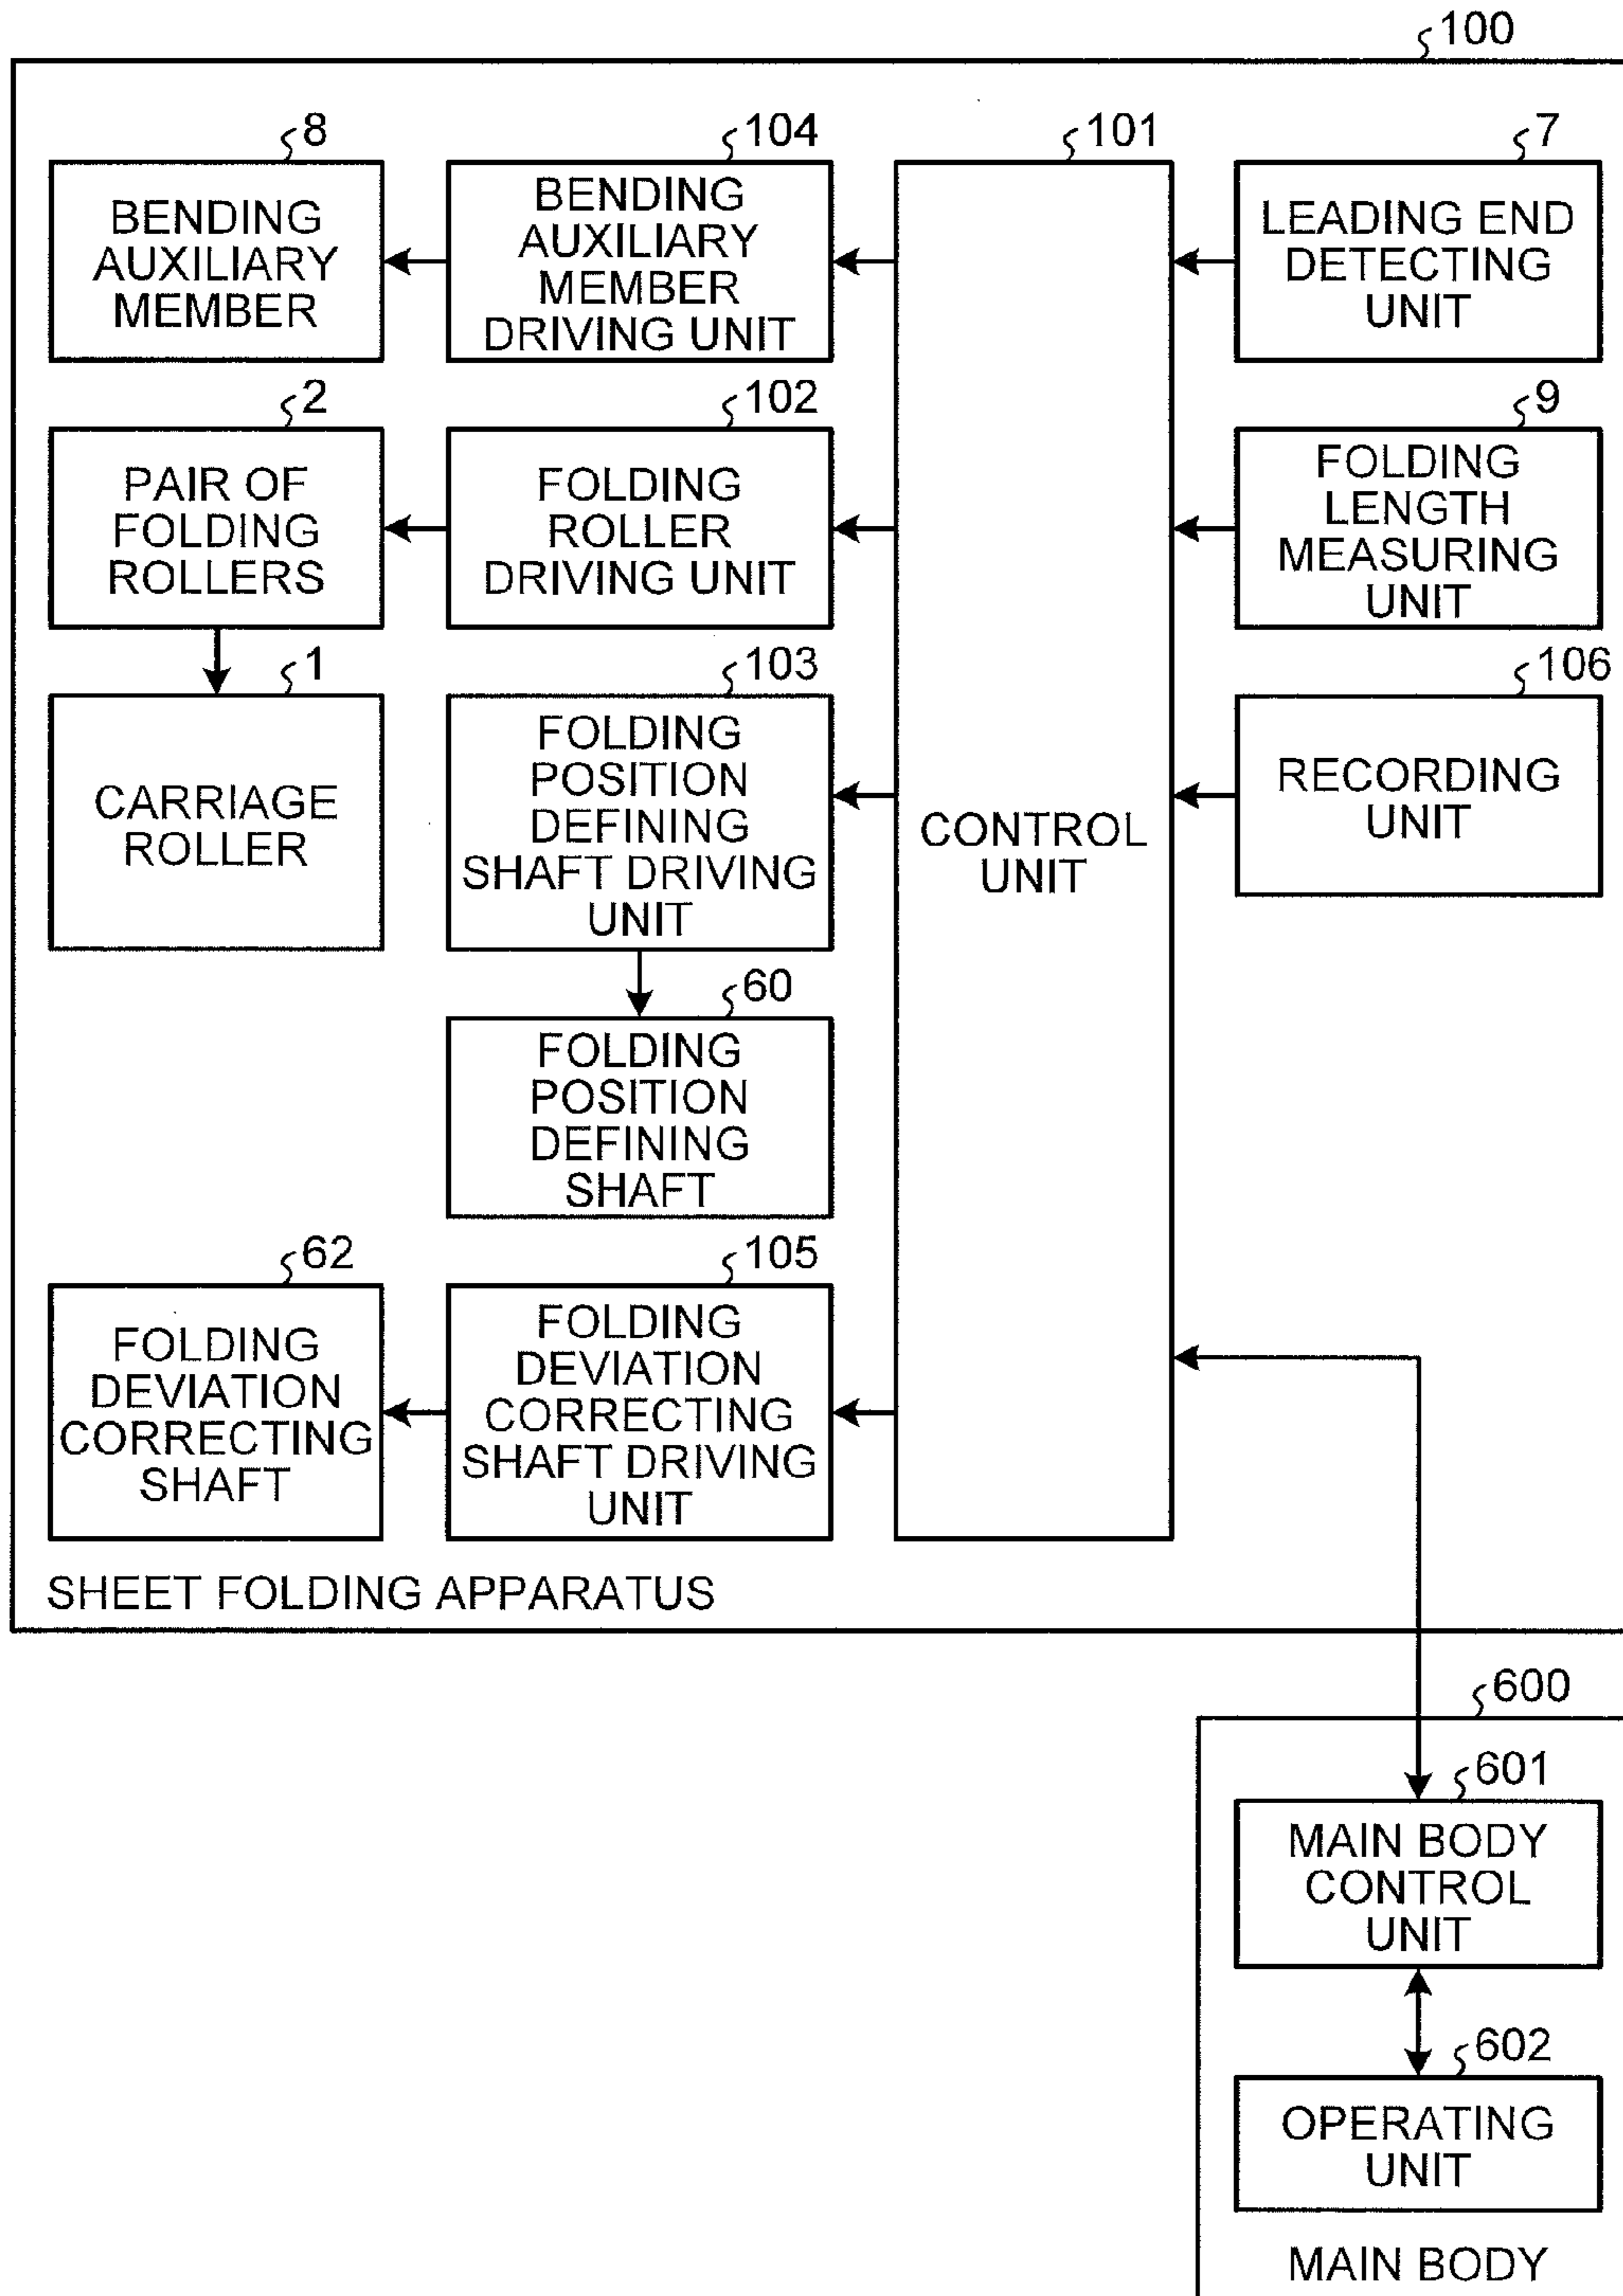 100
8
BENDING
AUXILIARY
MEMBER
104
BENDING
AUXILIARY
MEMBER
DRIVING UNIT
101
CONTROL
UNIT
7
LEADING END
DETECTING
UNIT
2
PAIR OF
FOLDING
ROLLERS
102
FOLDING
ROLLER
DRIVING UNIT
9
FOLDING
LENGTH
MEASURING
UNIT
1
CARRIAGE
ROLLER
103
FOLDING
POSITION
DEFINING
SHAFT DRIVING
UNIT
106
RECORDING
UNIT
60
FOLDING
POSITION
DEFINING
SHAFT
62
FOLDING
DEVIATION
CORRECTING
SHAFT
105
FOLDING
DEVIATION
CORRECTING
SHAFT DRIVING
UNIT
SHEET FOLDING APPARATUS
600
601
MAIN BODY
CONTROL
UNIT
602
OPERATING
UNIT
MAIN BODY